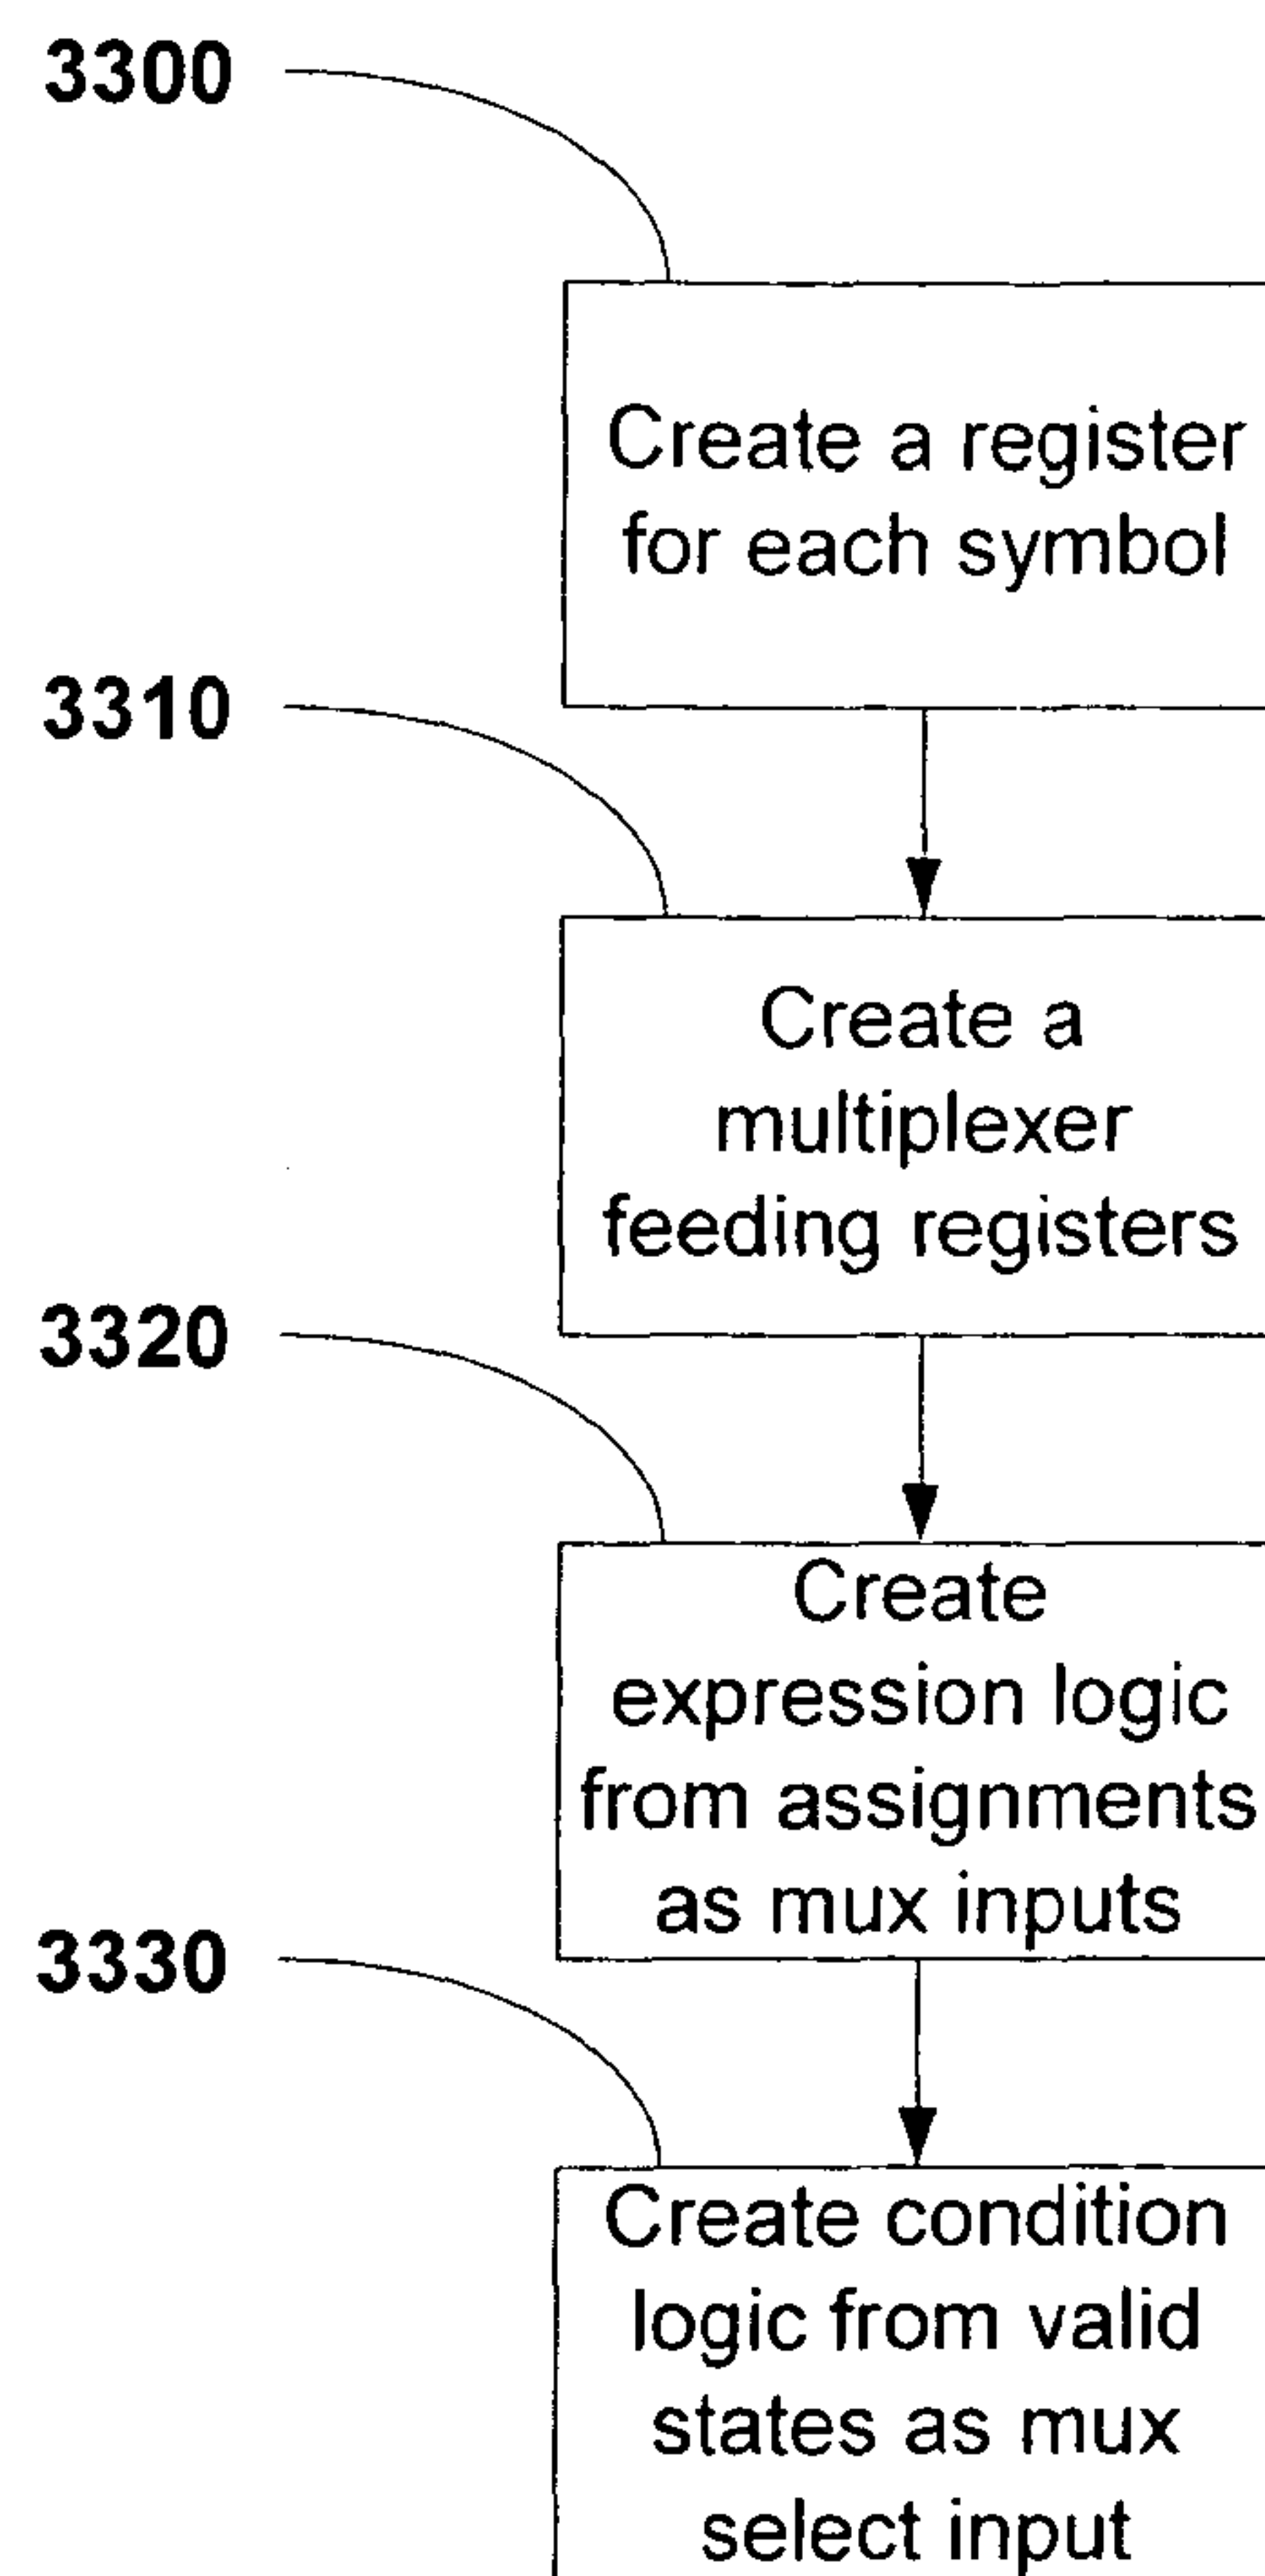 3300
Create a register
for each symbol
3310
Create a
multiplexer
feeding registers
3320
Create
expression logic
from assignments
as mux inputs
3330
Create condition
logic from valid
states as mux
select input